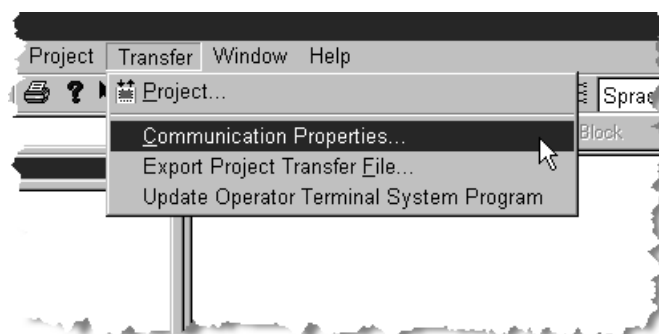 Project Transfer Window Help
Project...
Communication Properties...
Block
Export Project Transfer File...
Update Operator Terminal System Program